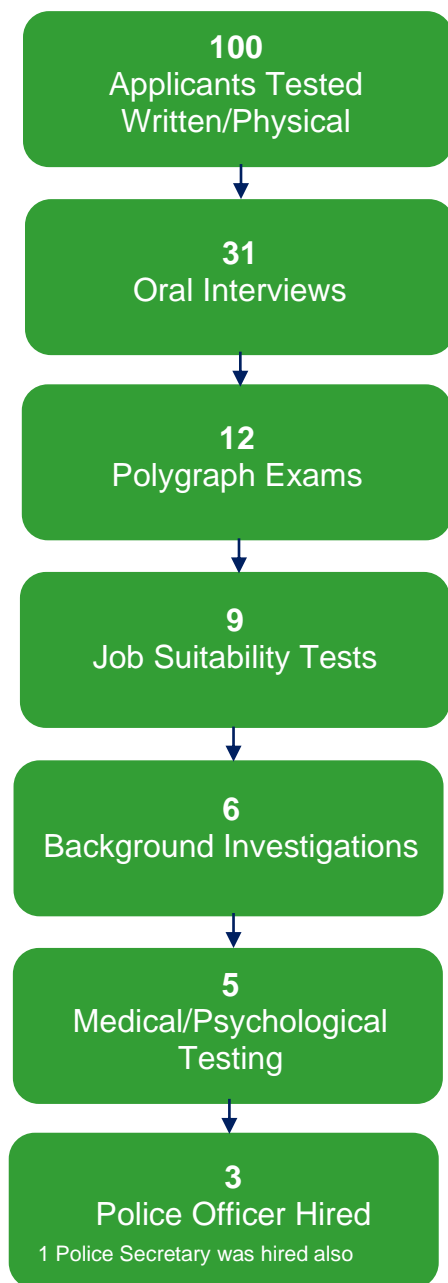 100
Applicants Tested
Written/Physical
31
Oral Interviews
12
Polygraph Exams
9
Job Suitability Tests
6
Background Investigations
5
Medical/Psychological
Testing
3
Police Officer Hired
1 Police Secretary was hired also